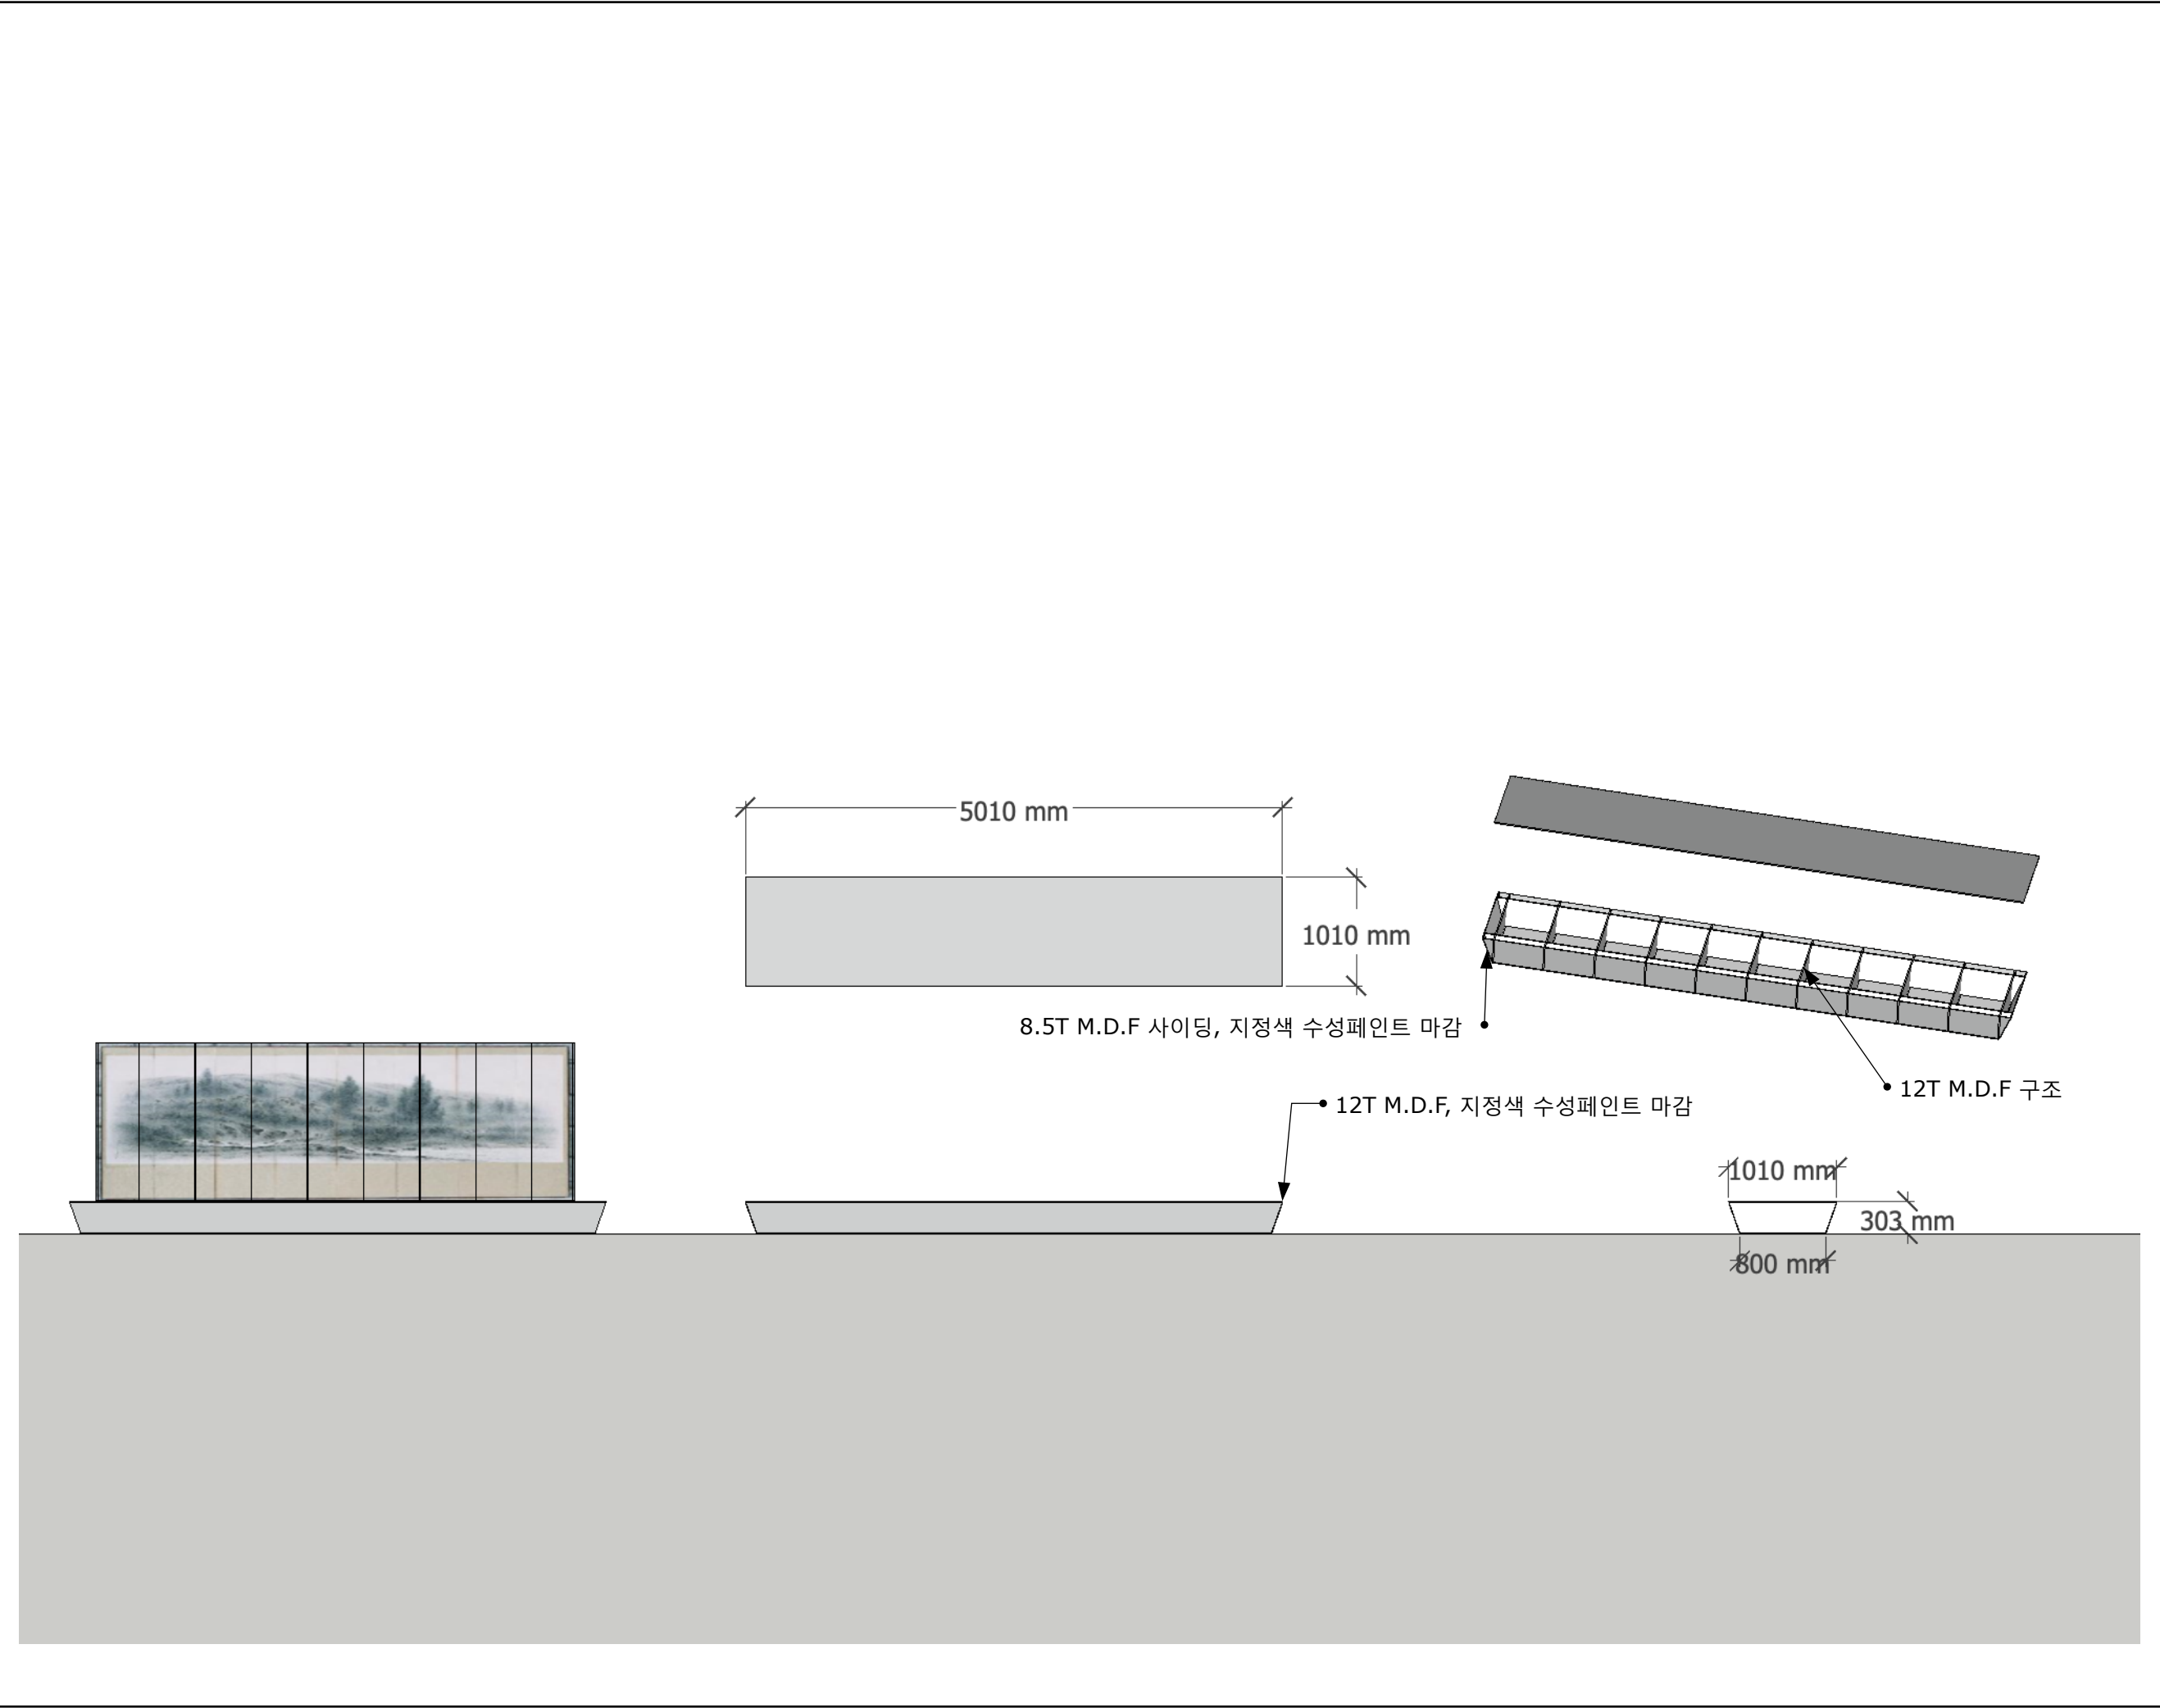 5010 mm
1010 mm
8.5T M.D.F 사이딩, 지정색 수성페인트 마감
12T M.D.F 구조
12T M.D.F, 지정색 수성페인트 마감
1010 mm
303 mm
800 mm